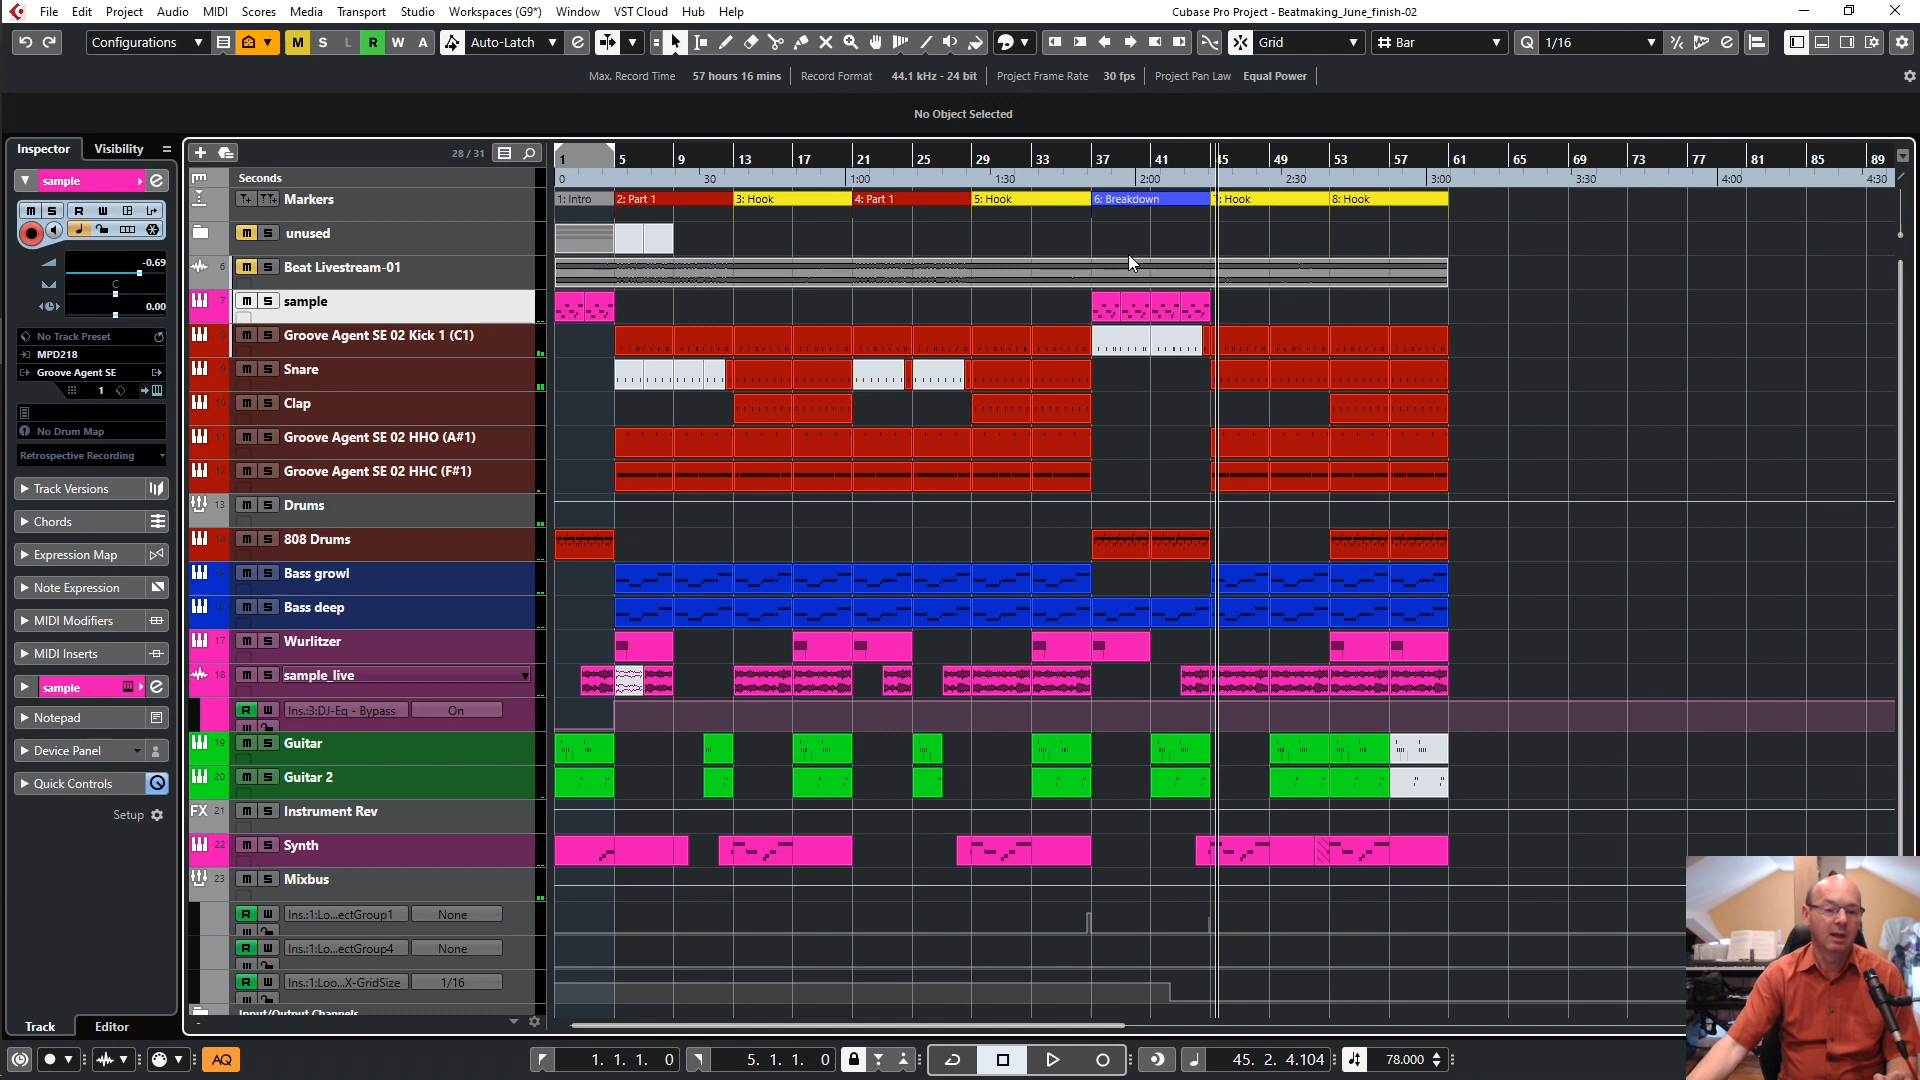 File Edit Project Audio MIDI Scores Media Transport Studio Workspaces (G9*) Window VST Cloud Hub Help
Cubase Pro Project - Beatmaking_June_finish-02
Configurations M S L R W A Auto-Latch Grid Bar Q 1/16
Max. Record Time 57 hours 16 mins Record Format 44.1 kHz - 24 bit Project Frame Rate 30 fps Project Pan Law Equal Power
No Object Selected
Inspector Visibility
28 / 31
1 5 9 13 17 21 25 29 33 37 41 45 49 53 57 61 65 69 73 77 81 85 89
Seconds
0 30 1:00 1:30 2:00 2:30 3:00 3:30 4:00 4:30
Markers
1: Intro 2: Part 1 3: Hook 4: Part 1 5: Hook 6: Breakdown : Hook 8: Hook
sample
-0.69
C
0.00
No Track Preset
MPD218
Groove Agent SE
1
No Drum Map
Retrospective Recording
Track Versions
Chords
Expression Map
Note Expression
MIDI Modifiers
MIDI Inserts
sample
Notepad
Device Panel
Quick Controls
Setup
unused
6 Beat Livestream-01
7 sample
Groove Agent SE 02 Kick 1 (C1)
Snare
Clap
Groove Agent SE 02 HHO (A#1)
Groove Agent SE 02 HHC (F#1)
13 Drums
808 Drums
Bass growl
Bass deep
17 Wurlitzer
18 sample_live
R W Ins.:3:DJ-Eq - Bypass On
19 Guitar
20 Guitar 2
FX 21 Instrument Rev
22 Synth
23 Mixbus
R W Ins.:1:Lo...ectGroup1 None
R W Ins.:1:Lo...ectGroup4 None
R W Ins.:1:Loo...X-GridSize 1/16
Input/Output Channels
Track Editor
AQ 1. 1. 1. 0 5. 1. 1. 0 45. 2. 4.104 78.000